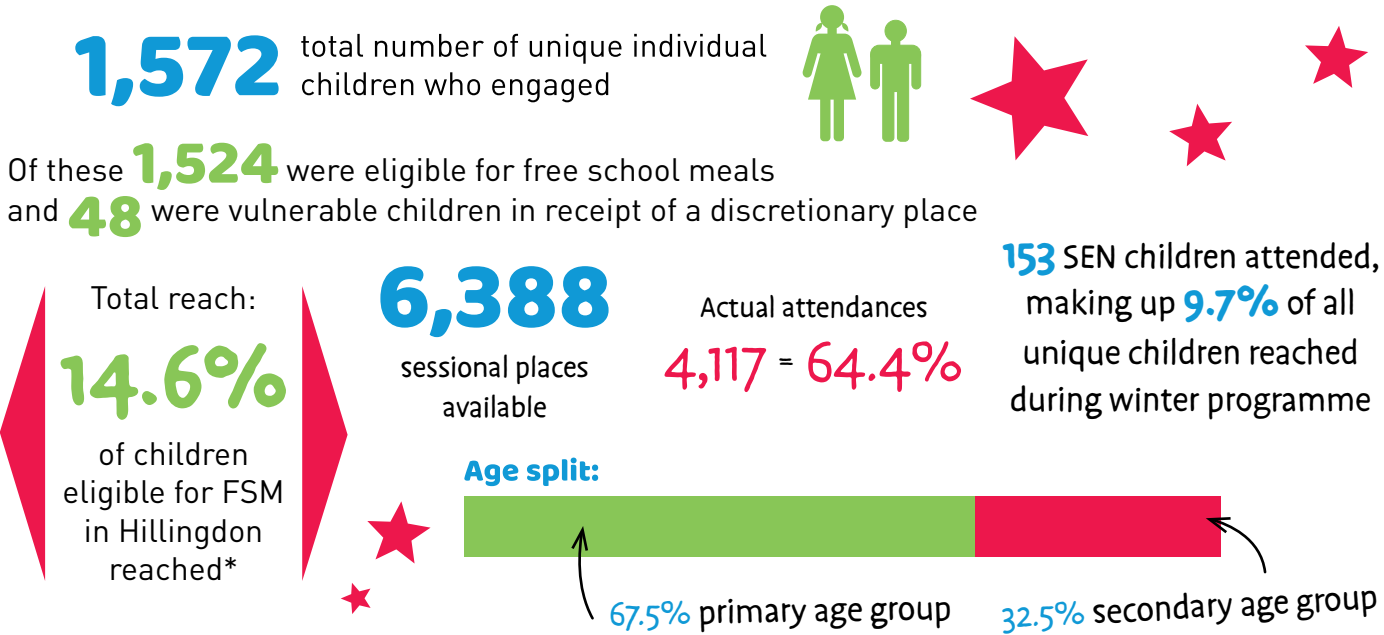 1,572 total number of unique individual
children who engaged
Of these 1,524 were eligible for free school meals
and 48 were vulnerable children in receipt of a discretionary place
Total reach:
14.6%
of children
eligible for FSM
in Hillingdon
reached*
6,388
sessional places
available
Actual attendances
4,117 = 64.4%
153 SEN children attended,
making up 9.7% of all
unique children reached
during winter programme
Age split:
67.5% primary age group
32.5% secondary age group